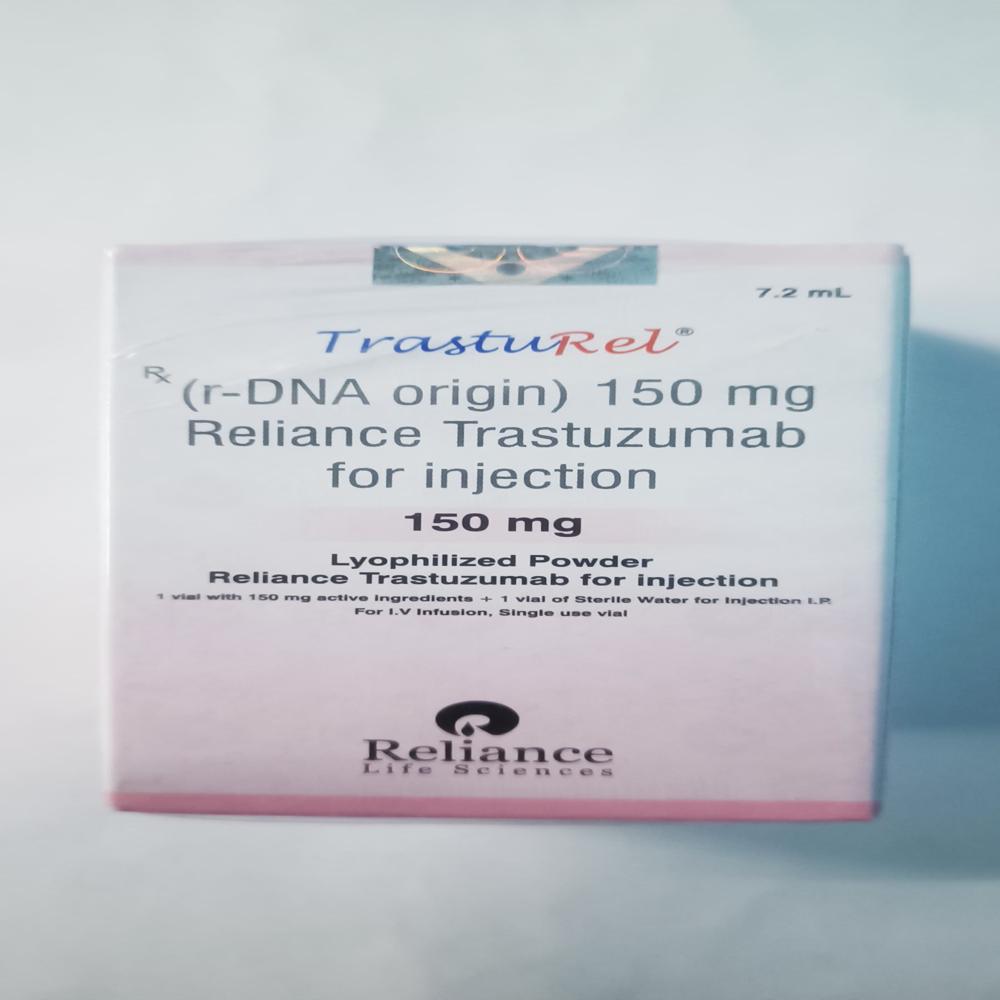 7.2 mL
TrastuRel®
Rx (r-DNA origin) 150 mg
Reliance Trastuzumab
for injection
150 mg
Lyophilized Powder
Reliance Trastuzumab for injection
1 vial with 150 mg active ingredients + 1 vial of Sterile Water for Injection I.P.
For I.V Infusion, Single use vial
Reliance
Life Sciences